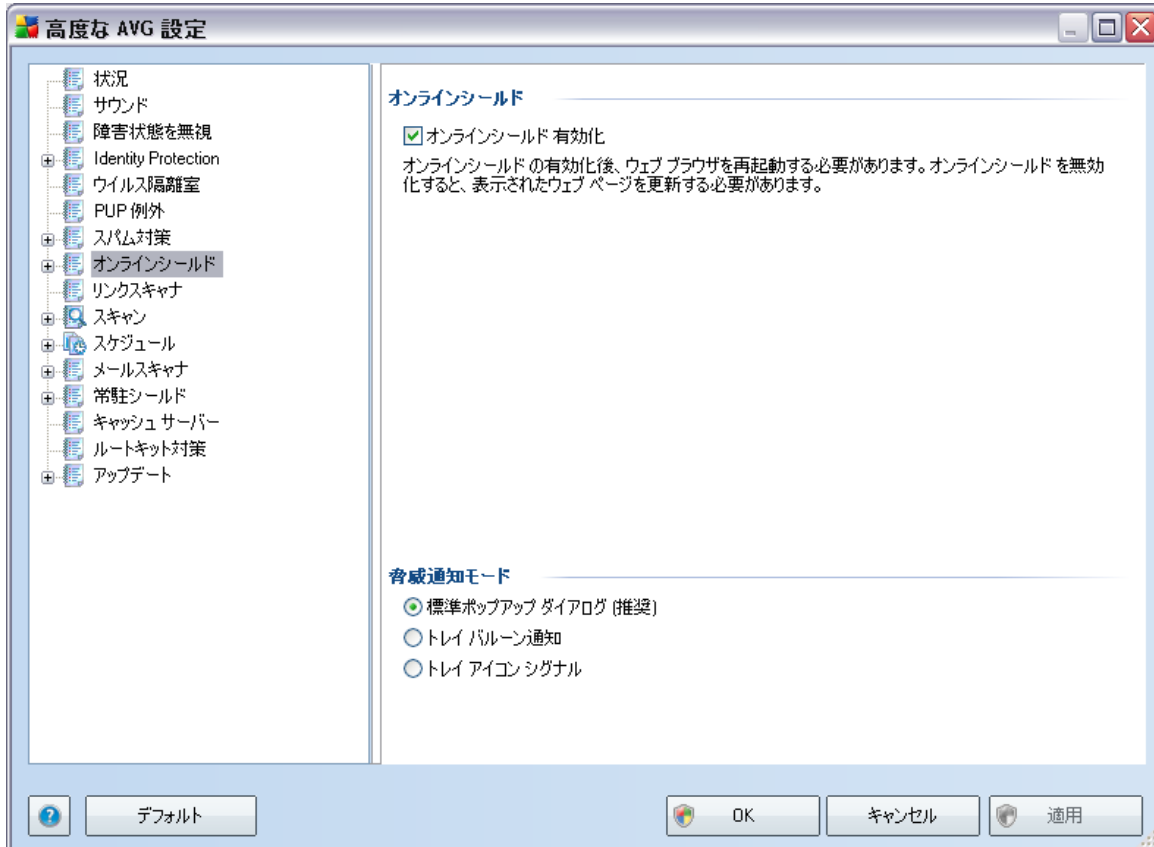 高度な AVG 設定
状況
サウンド
障害状態を無視
Identity Protection
ウイルス隔離室
PUP 例外
スパム対策
オンラインシールド
リンクスキャナ
スキャン
スケジュール
メールスキャナ
常駐シールド
キャッシュ サーバー
ルートキット対策
アップデート
オンラインシールド
オンラインシールド 有効化
オンラインシールド の有効化後、ウェブ ブラウザを再起動する必要があります。オンラインシールド を無効
化すると、表示されたウェブ ページを更新する必要があります。
脅威通知モード
標準ポップアップ ダイアログ (推奨)
トレイ バルーン通知
トレイ アイコン シグナル
デフォルト
OK
キャンセル
適用